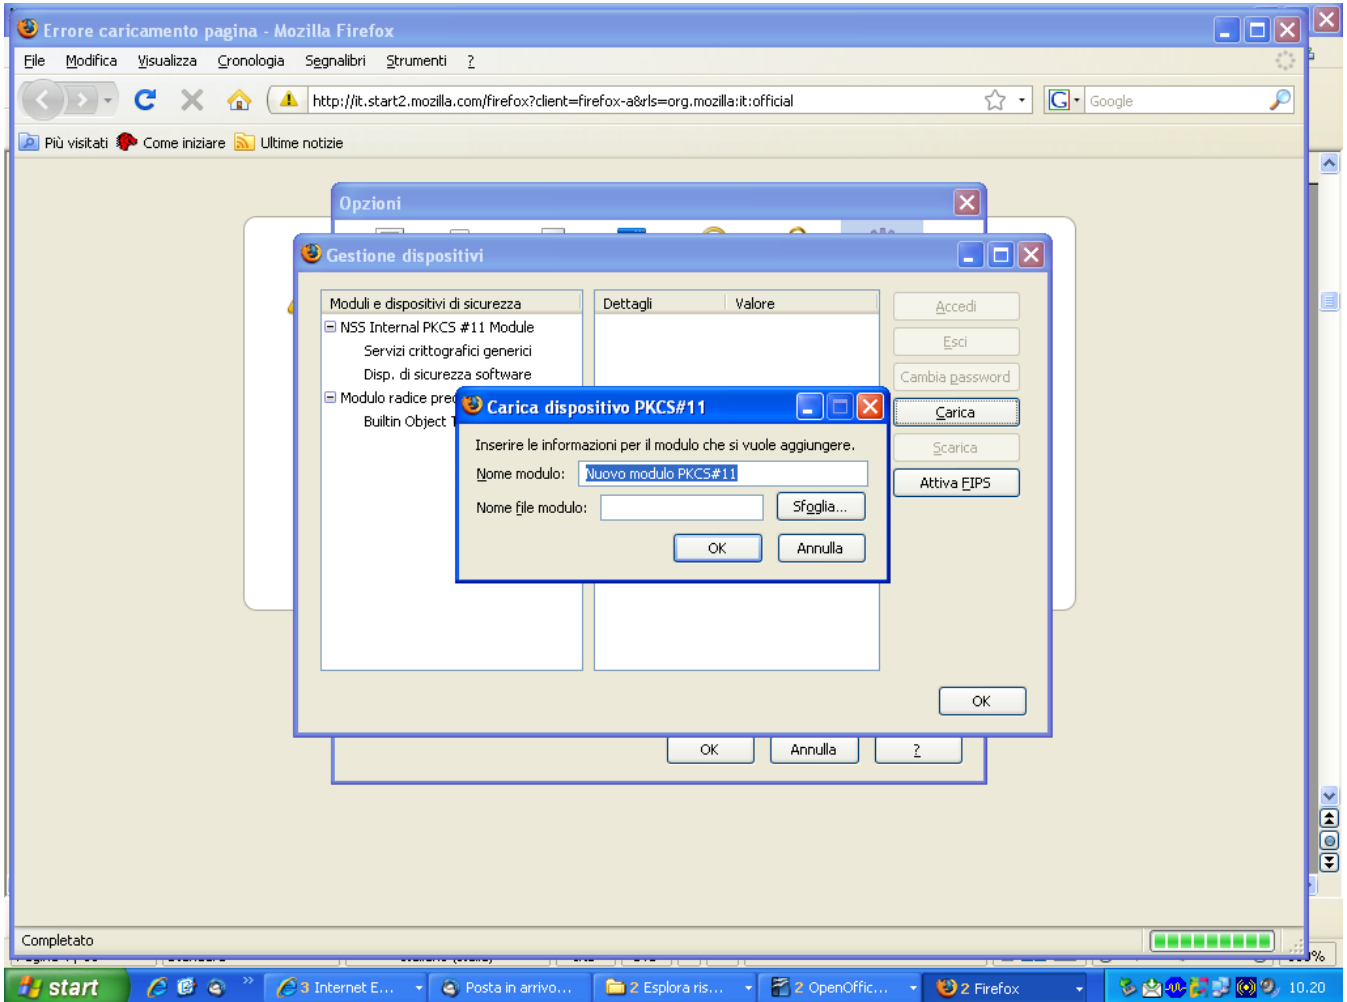 Errore caricamento pagina - Mozilla Firefox
File Modifica Visualizza Cronologia Segnalibri Strumenti ?
http://it.start2.mozilla.com/firefox?client=firefox-a&rls=org.mozilla:it:official
G Google
Più visitati Come iniziare Ultime notizie
Opzioni
Gestione dispositivi
Moduli e dispositivi di sicurezza Dettagli Valore
Accedi
NSS Internal PKCS #11 Module
Esci
Servizi crittografici generici
Disp. di sicurezza software
Cambia password
Modulo radice
Carica dispositivo PKCS#11
Carica
Builtin Object
Inserire le informazioni per il modulo che si vuole aggiungere.
Scarica
Nome modulo: Nuovo modulo PKCS#11
Attiva FIPS
Nome file modulo: Sfoglia...
OK Annulla
OK
OK Annulla ?
Completato
start 3 Internet E... Posta in arrivo... 2 Esplora ris... 2 OpenOffic... 2 Firefox 10.20